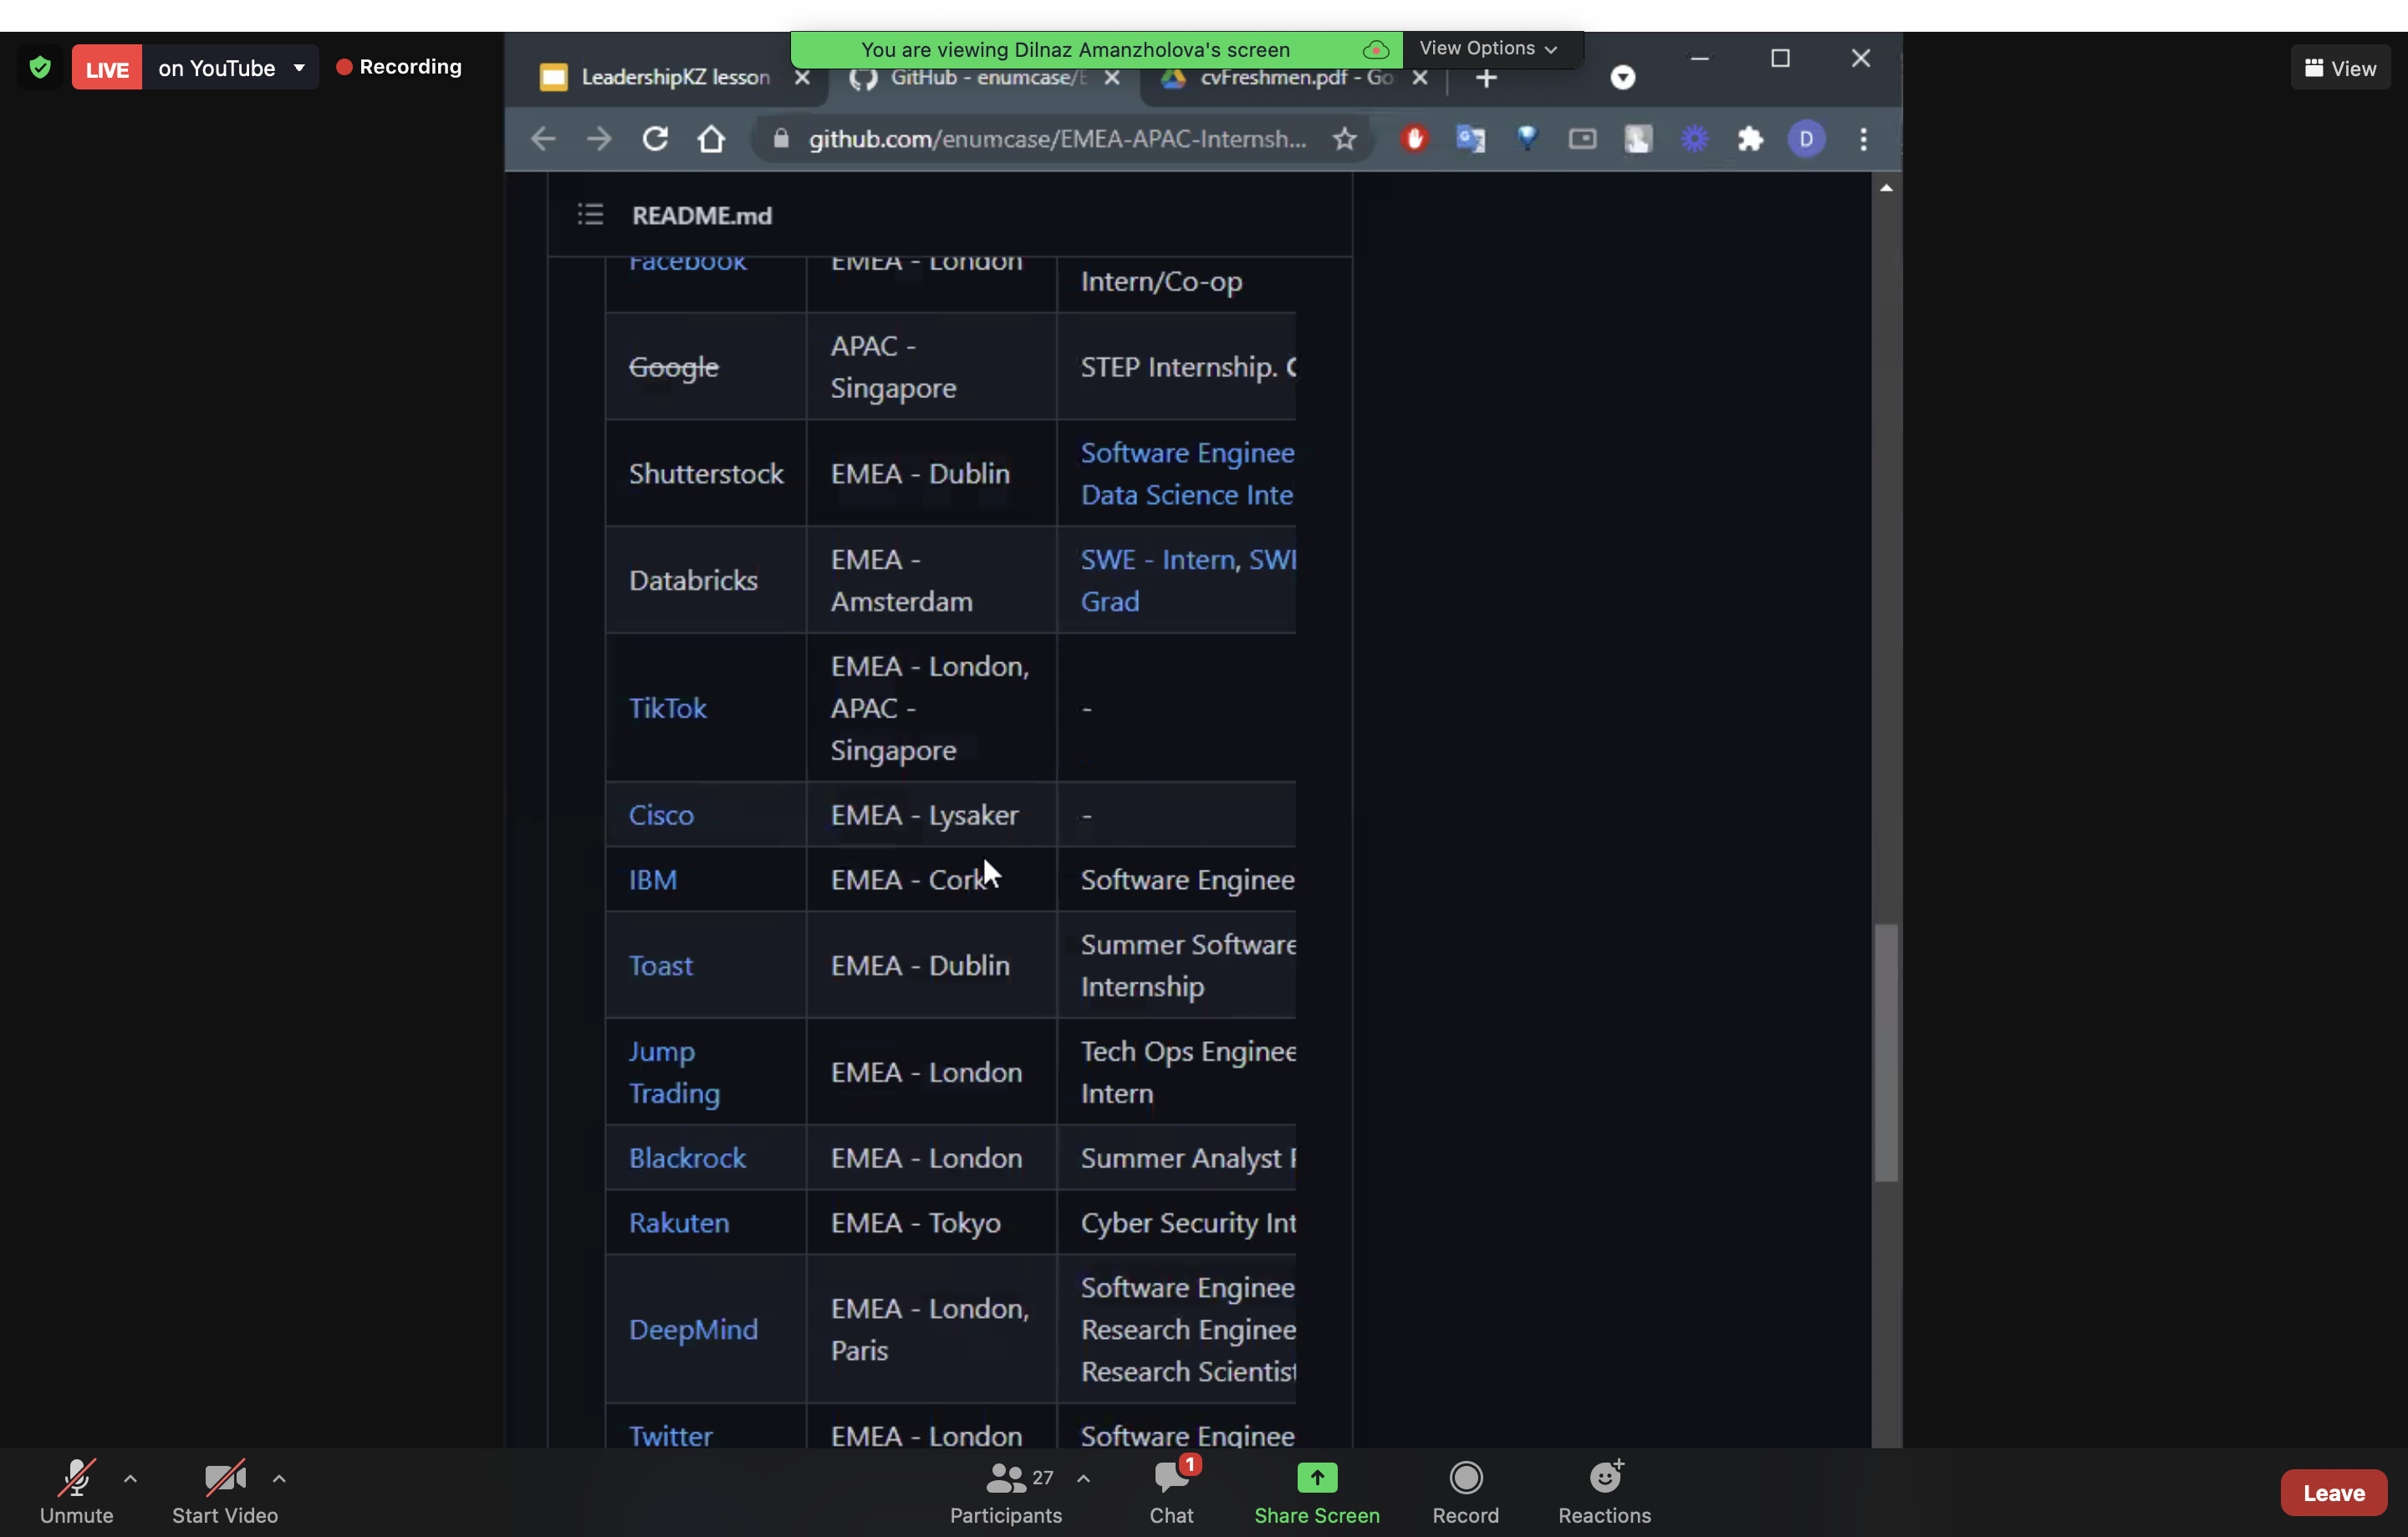 You are viewing Dilnaz Amanzholova's screen
View Options
LIVE on YouTube
Recording
View
LeadershipKZ lesson
GitHub - enumcase/E
cvFreshmen.pdf - Go
github.com/enumcase/EMEA-APAC-Internsh...
D
README.md
Facebook EMEA - London
Intern/Co-op
Google
APAC -
Singapore
STEP Internship.
Shutterstock
EMEA - Dublin
Software Enginee
Data Science Inte
Databricks
EMEA -
Amsterdam
SWE - Intern, SWE
Grad
TikTok
EMEA - London,
APAC -
Singapore
-
Cisco EMEA - Lysaker -
IBM EMEA - Cork Software Enginee
Toast
EMEA - Dublin
Summer Software
Internship
Jump
Trading
EMEA - London
Tech Ops Enginee
Intern
Blackrock EMEA - London Summer Analyst
Rakuten EMEA - Tokyo Cyber Security Int
DeepMind
EMEA - London,
Paris
Software Enginee
Research Enginee
Research Scientist
Twitter EMEA - London Software Enginee
Unmute
Start Video
27
Participants
1
Chat
Share Screen
Record
Reactions
Leave